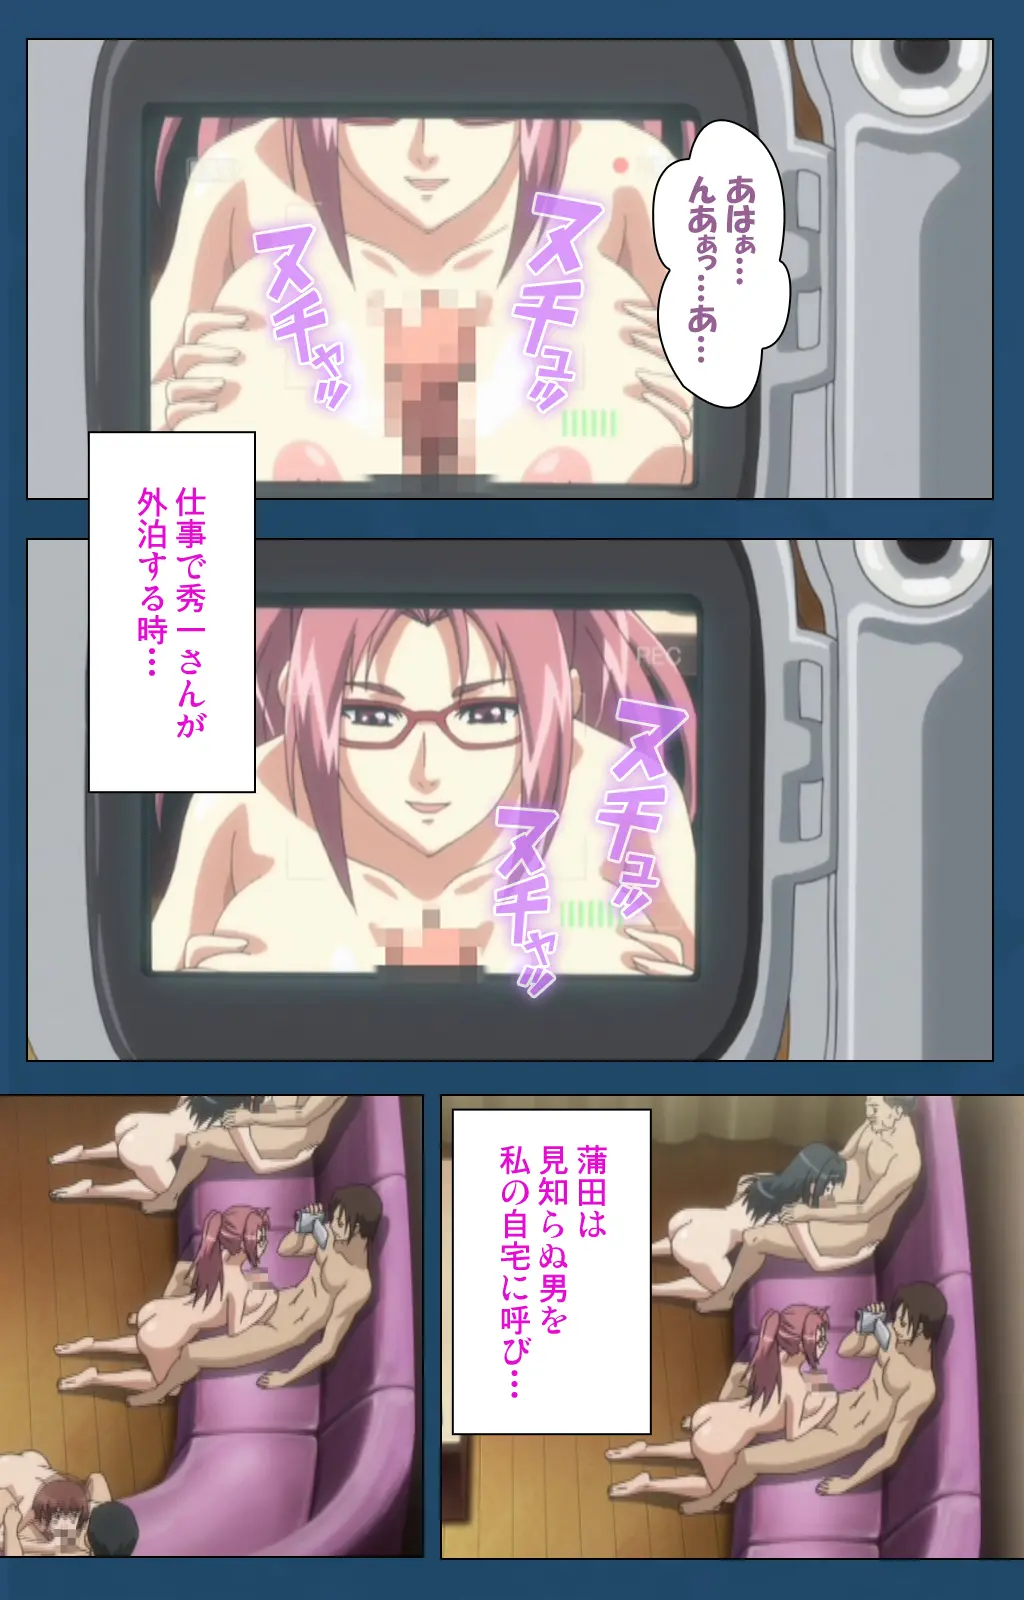 あはぁ…
んあぁっ…あ…
ヌチュッ
ヌチャッ
仕事で秀一さんが
外泊する時…
REC
ヌチュッ
ヌチャッ
蒲田は
見知らぬ男を
私の自宅に呼び…